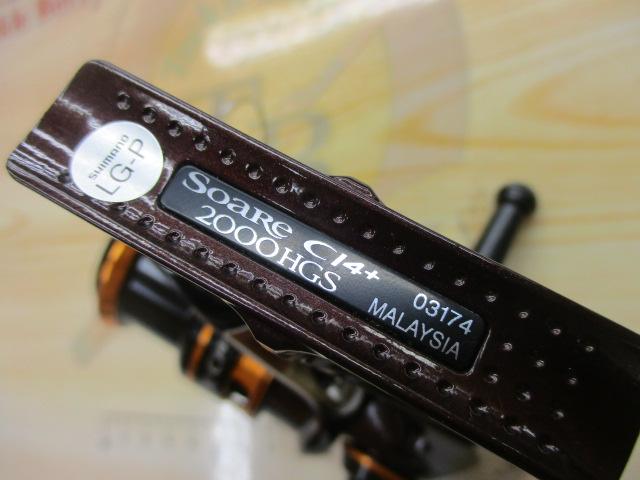 SHIMANO
LG-P
SOARE CI4+
2000HGS
03174
MALAYSIA